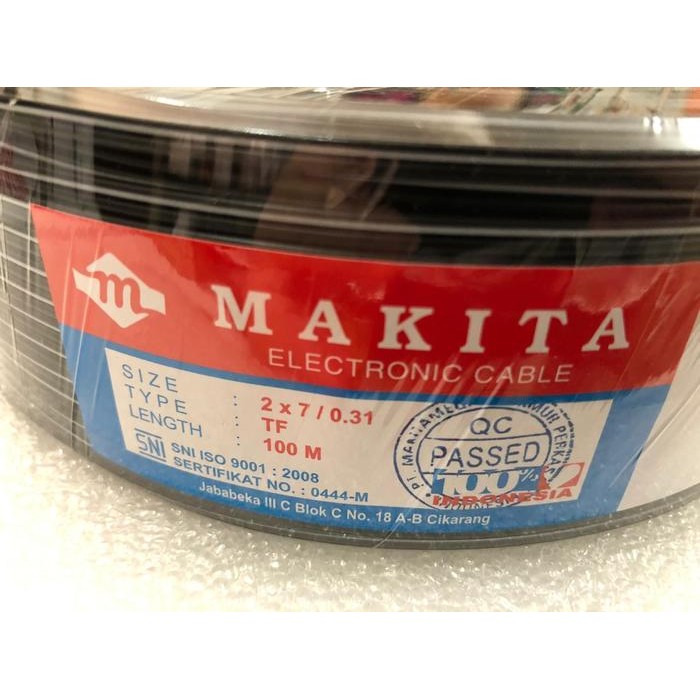 m
MAKITA
ELECTRONIC CABLE
SIZE : 2 x 7 / 0.31
TYPE : TF
LENGTH : 100 M
SNI SNI ISO 9001 : 2008
SERTIFIKAT NO. : 0444-M
Jababeka III C Blok C No. 18 A-B Cikarang
QC
PASSED
100%
INDONESIA